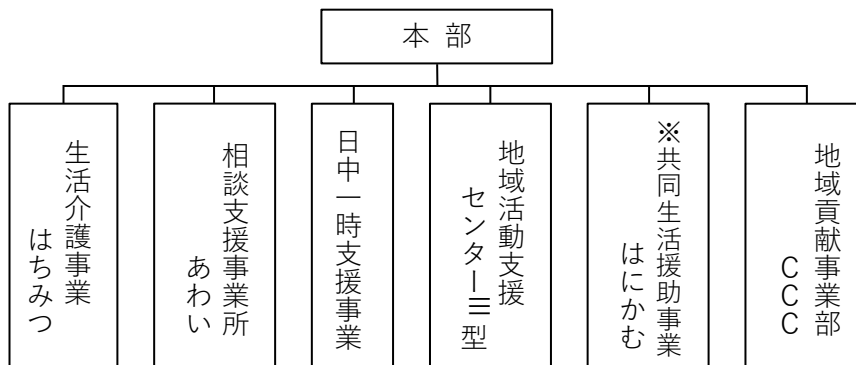 本部
生活介護事業
はちみつ
相談支援事業所
あわい
日中一時支援事業
地域活動支援
センターⅢ型
※共同生活援助事業
はにかむ
地域貢献事業部
CCC